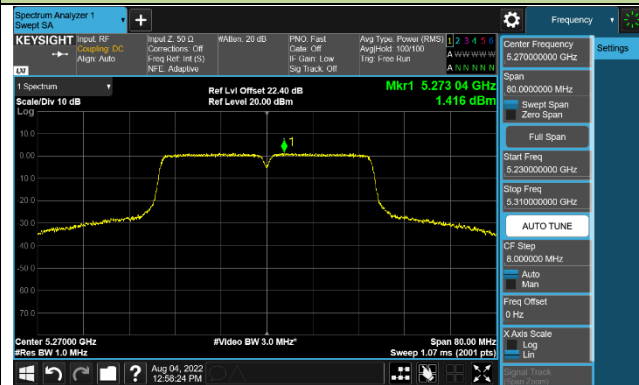 Spectrum Analyzer 1
Swept SA
KEYSIGHT
Input: RF
Coupling: DC
Align: Auto
Input Z: 50 Ω
Corrections: Off
Freq Ref: Int (S)
NFE: Adaptive
#Atten: 20 dB
PNO: Fast
Gate: Off
IF Gain: Low
Sig Track: Off
Avg Type: Power (RMS)
Avg|Hold: 100/100
Trig: Free Run
1 2 3 4 5 6
A W W W W W
A N N N N N
LXI
1 Spectrum
Scale/Div 10 dB
Log
Ref Lvl Offset 22.40 dB
Ref Level 20.00 dBm
Mkr1 5.273 04 GHz
1.416 dBm
10.0
0.00
-10.0
-20.0
-30.0
-40.0
-50.0
-60.0
-70.0
1
Center 5.27000 GHz
#Res BW 1.0 MHz
#Video BW 3.0 MHz*
Span 80.00 MHz
Sweep 1.07 ms (2001 pts)
Aug 04, 2022
12:58:24 PM
Frequency
Settings
Center Frequency
5.270000000 GHz
Span
80.0000000 MHz
Swept Span
Zero Span
Full Span
Start Freq
5.230000000 GHz
Stop Freq
5.310000000 GHz
AUTO TUNE
CF Step
8.000000 MHz
Auto
Man
Freq Offset
0 Hz
X Axis Scale
Log
Lin
Signal Track
(Span Zoom)